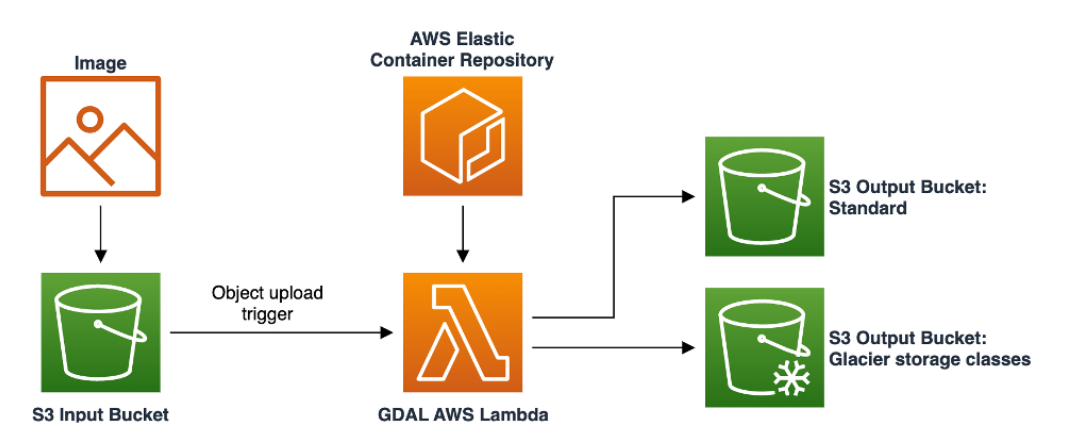 Image
AWS Elastic
Container Repository
S3 Output Bucket:
Standard
Object upload
trigger
S3 Output Bucket:
Glacier storage classes
S3 Input Bucket
GDAL AWS Lambda